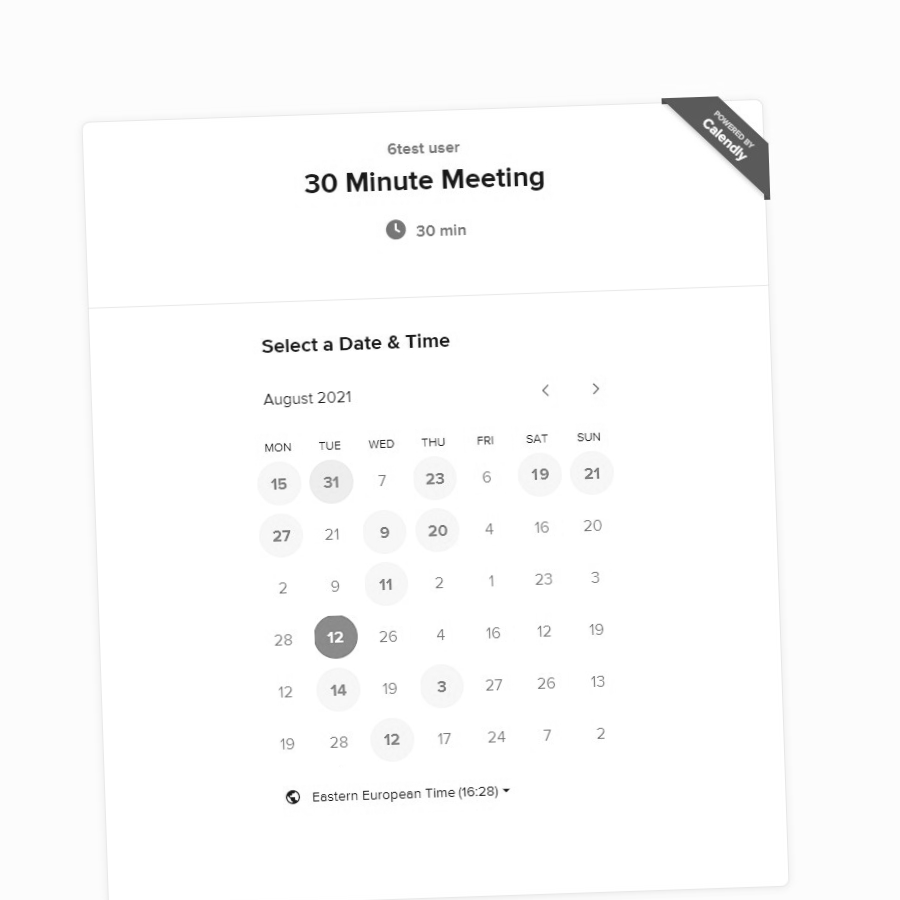 POWERED BY
Calendly
6test user
30 Minute Meeting
30 min
Select a Date & Time
August 2021
MON TUE WED THU FRI SAT SUN
15 31 7 23 6 19 21
27 21 9 20 4 16 20
2 9 11 2 1 23 3
28 12 26 4 16 12 19
12 14 19 3 27 26 13
19 28 12 17 24 7 2
Eastern European Time (16:28)